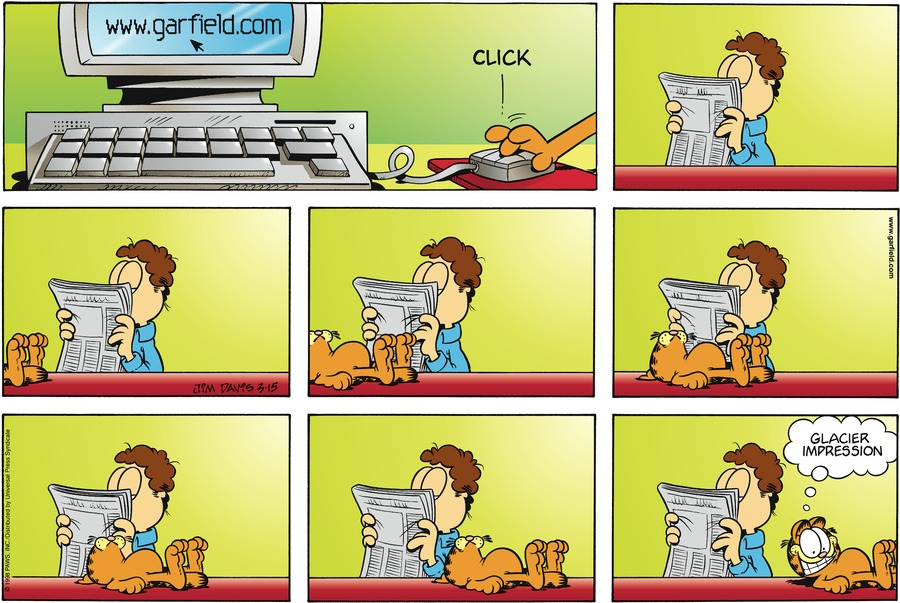 www.garfield.com
CLICK
www.garfield.com
JIM DAVIS 3-15
© 1998 PAWS, INC./Distributed by Universal Press Syndicate
GLACIER
IMPRESSION